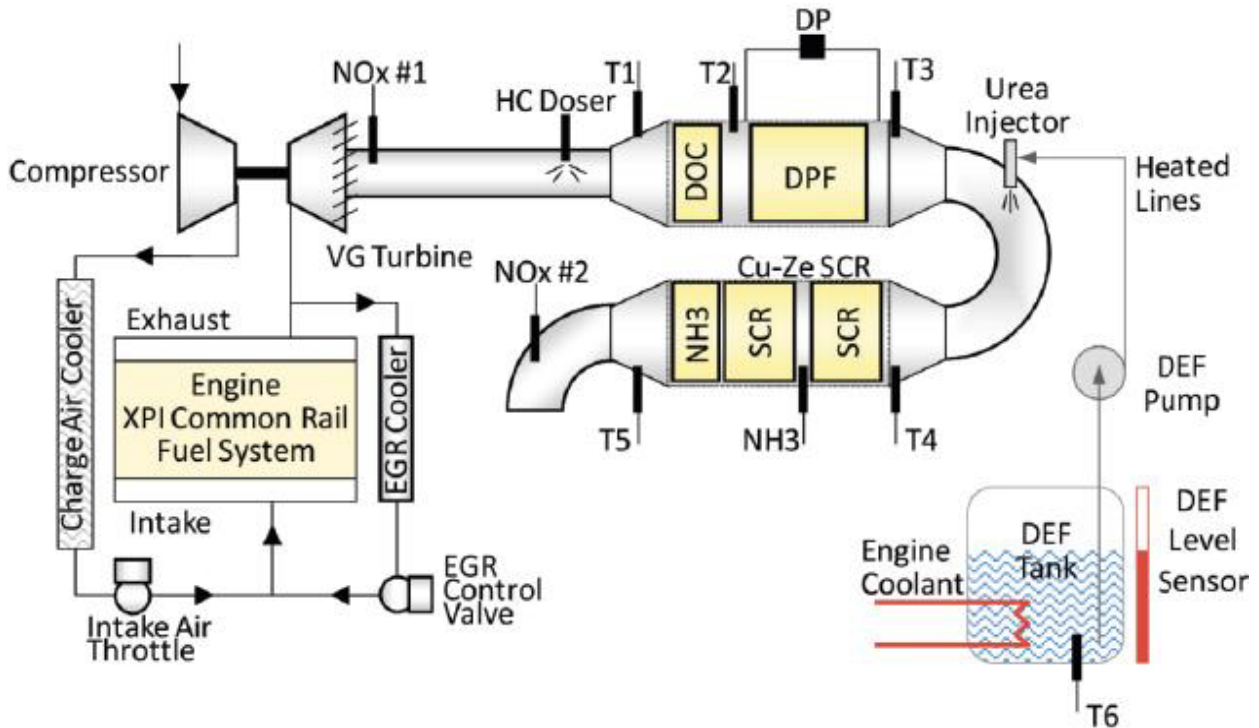 DP
NOx #1
T1
T2
T3
HC Doser
Urea
Injector
Compressor
DOC
DPF
Heated
Lines
VG Turbine
NOx #2
Cu-Ze SCR
Charge Air Cooler
Exhaust
Engine
XPI Common Rail
Fuel System
Intake
EGR Cooler
NH3
SCR
SCR
DEF
Pump
T5
NH3
T4
DEF
Level
Sensor
DEF
Tank
Engine
Coolant
EGR
Control
Valve
Intake Air
Throttle
T6